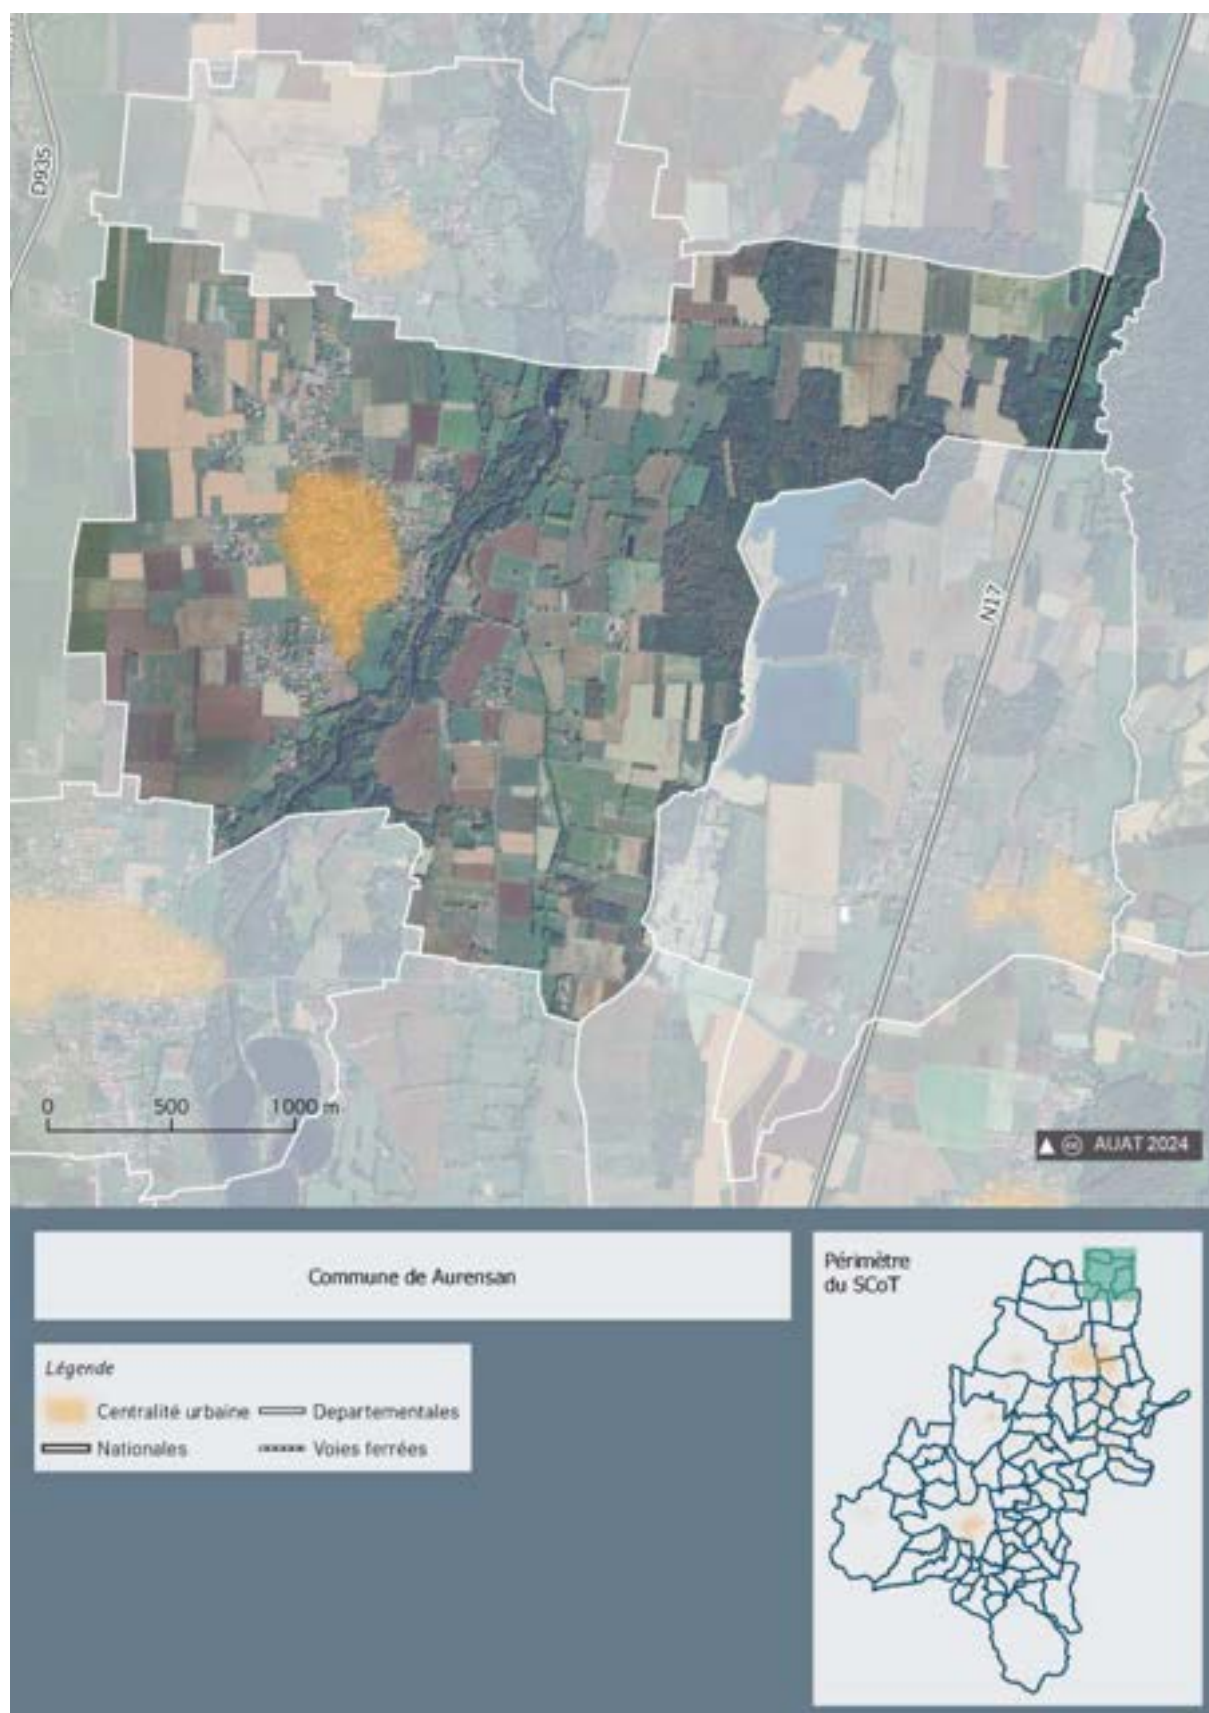 D935
N17
0 500 1000 m
AUAT 2024
Commune de Aurensan
Périmètre
du SCoT
Légende
Centralité urbaine
Departementales
Nationales
Voies ferrées